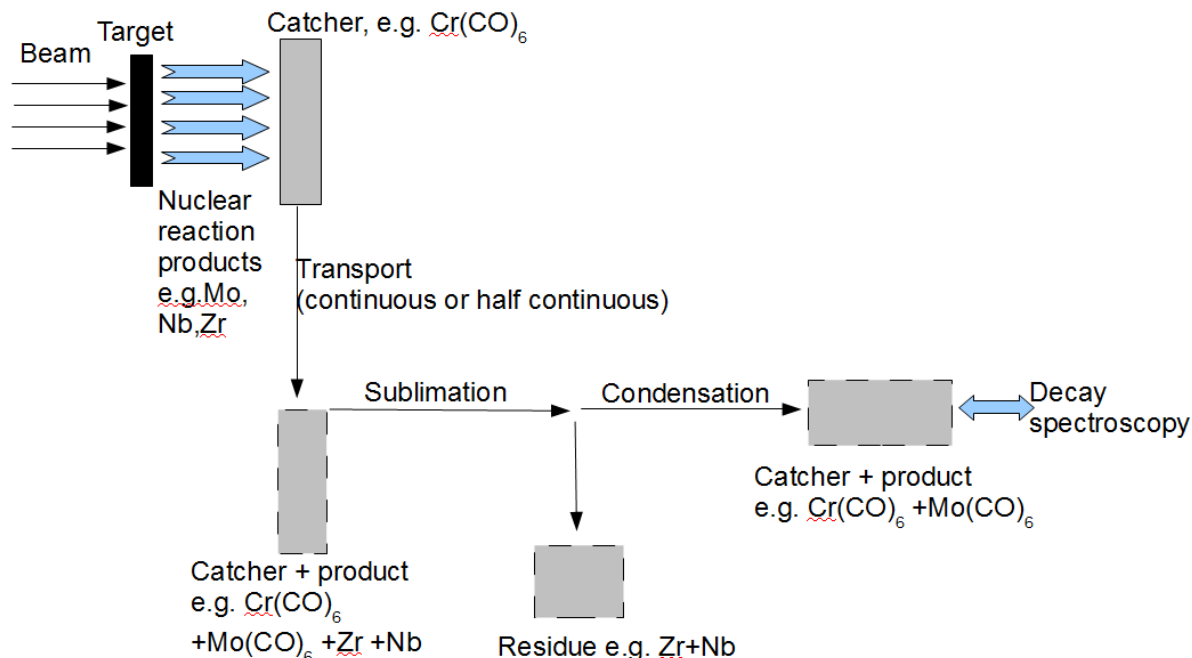 Catcher, e.g. Cr(CO)6
Target
Beam
Nuclear
reaction
products
e.g.Mo,
Nb,Zr
Transport
(continuous or half continuous)
Sublimation
Condensation
Decay
spectroscopy
Catcher + product
e.g. Cr(CO)6 +Mo(CO)6
Catcher + product
e.g. Cr(CO)6
+Mo(CO)6 +Zr +Nb
Residue e.g. Zr+Nb